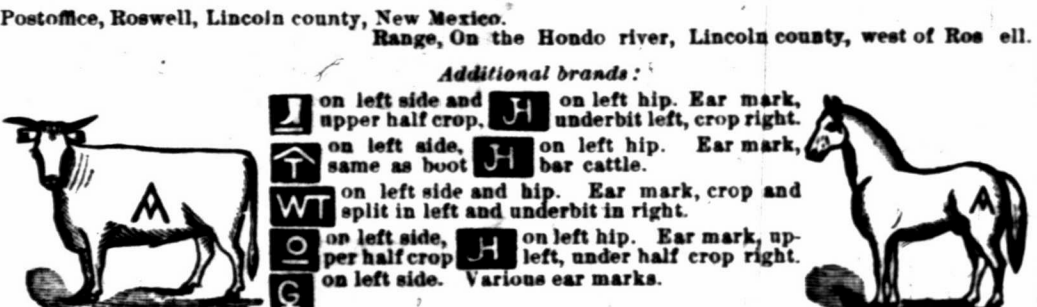 Postoffice, Roswell, Lincoln county, New Mexico.
Range, On the Hondo river, Lincoln county, west of Ros ell.
Additional brands:
on left side and JH on left hip. Ear mark,
upper half crop, underbit left, crop right.
T on left side, JH on left hip. Ear mark,
same as boot bar cattle.
WT on left side and hip. Ear mark, crop and
split in left and underbit in right.
O on left side, JH on left hip. Ear mark, up-
per half crop left, under half crop right.
G on left side. Various ear marks.